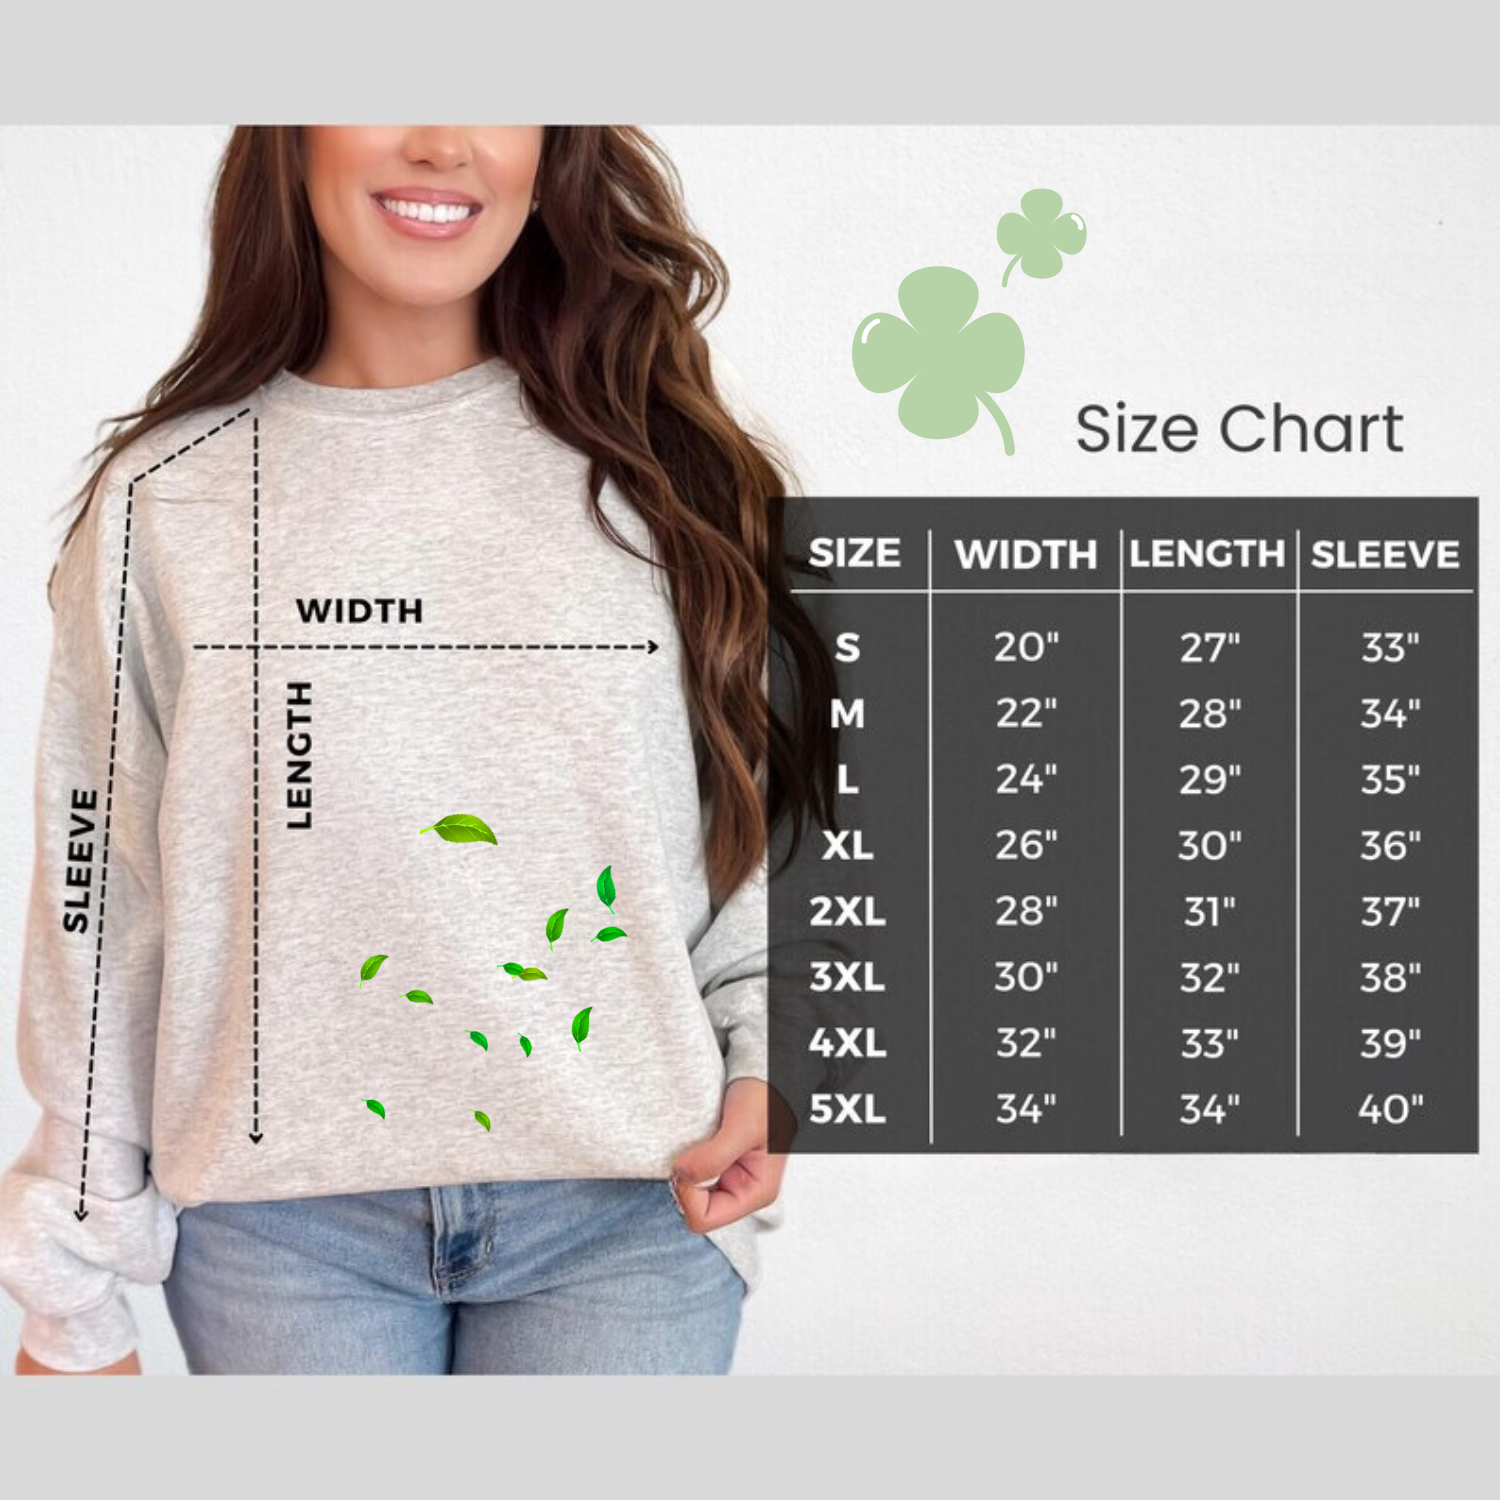 Size Chart
SIZE WIDTH LENGTH SLEEVE
S 20" 27" 33"
M 22" 28" 34"
L 24" 29" 35"
XL 26" 30" 36"
2XL 28" 31" 37"
3XL 30" 32" 38"
4XL 32" 33" 39"
5XL 34" 34" 40"
WIDTH
LENGTH
SLEEVE